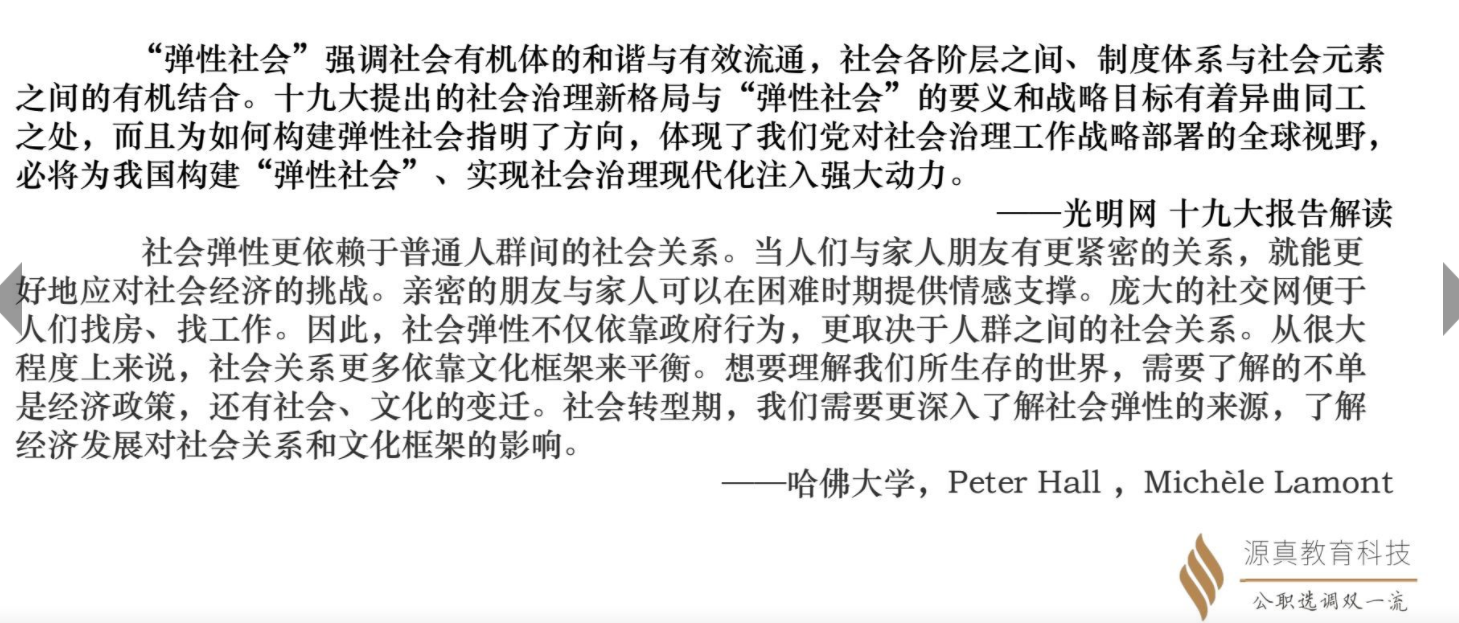 “弹性社会”强调社会有机体的和谐与有效流通，社会各阶层之间、制度体系与社会元素
之间的有机结合。十九大提出的社会治理新格局与“弹性社会”的要义和战略目标有着异曲同工
之处，而且为如何构建弹性社会指明了方向，体现了我们党对社会治理工作战略部署的全球视野，
必将为我国构建“弹性社会”、实现社会治理现代化注入强大动力。
——光明网 十九大报告解读
社会弹性更依赖于普通人群间的社会关系。当人们与家人朋友有更紧密的关系，就能更
好地应对社会经济的挑战。亲密的朋友与家人可以在困难时期提供情感支撑。庞大的社交网便于
人们找房、找工作。因此，社会弹性不仅依靠政府行为，更取决于人群之间的社会关系。从很大
程度上来说，社会关系更多依靠文化框架来平衡。想要理解我们所生存的世界，需要了解的不单
是经济政策，还有社会、文化的变迁。社会转型期，我们需要更深入了解社会弹性的来源，了解
经济发展对社会关系和文化框架的影响。
——哈佛大学，Peter Hall ，Michèle Lamont
源真教育科技
公职选调双一流